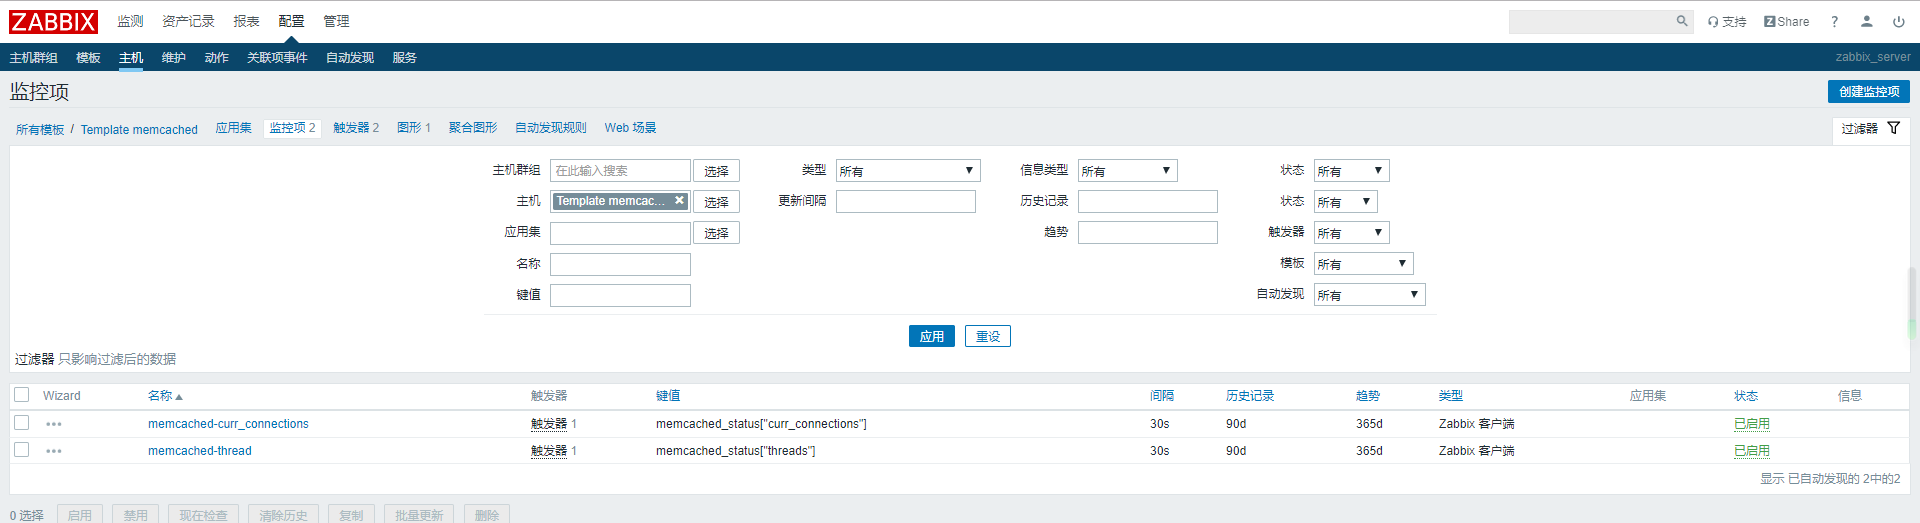 ZABBIX 监测 资产记录 报表 配置 管理 支持 Z Share ?
主机群组 模板 主机 维护 动作 关联项事件 自动发现 服务 zabbix_server
监控项 创建监控项
所有模板 / Template memcached 应用集 监控项 2 触发器 2 图形 1 聚合图形 自动发现规则 Web 场景 过滤器
主机群组 在此输入搜索 选择 类型 所有 信息类型 所有 状态 所有
主机 Template memcac... 选择 更新间隔 历史记录 状态 所有
应用集 选择 趋势 触发器 所有
名称 模板 所有
键值 自动发现 所有
应用 重设
过滤器 只影响过滤后的数据
Wizard 名称 触发器 键值 间隔 历史记录 趋势 类型 应用集 状态 信息
memcached-curr_connections 触发器 1 memcached_status["curr_connections"] 30s 90d 365d Zabbix 客户端 已启用
memcached-thread 触发器 1 memcached_status["threads"] 30s 90d 365d Zabbix 客户端 已启用
显示 已自动发现的 2中的2
0 选择 启用 禁用 现在检查 清除历史 复制 批量更新 删除